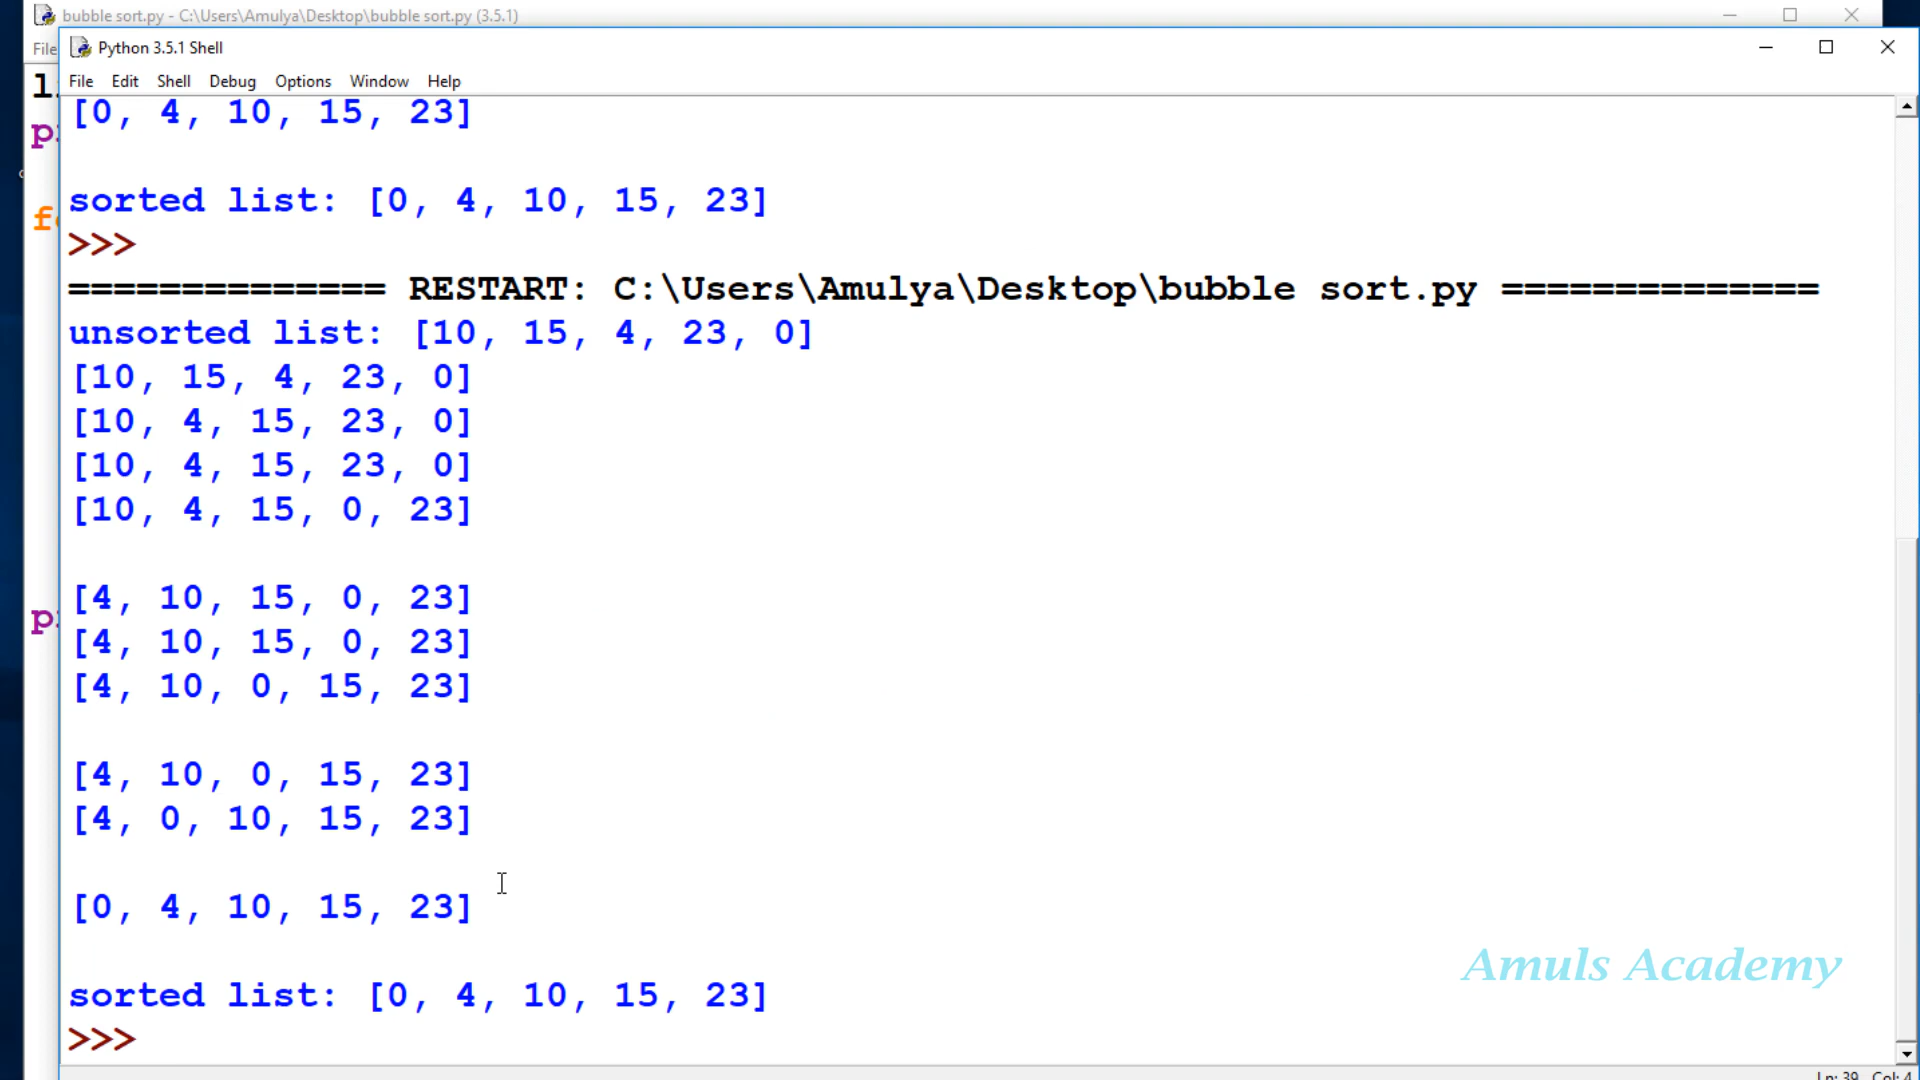 bubble sort.py - C:\Users\Amulya\Desktop\bubble sort.py (3.5.1)
File
Python 3.5.1 Shell
File Edit Shell Debug Options Window Help
[0, 4, 10, 15, 23]
sorted list: [0, 4, 10, 15, 23]
>>>
============== RESTART: C:\Users\Amulya\Desktop\bubble sort.py ==============
unsorted list: [10, 15, 4, 23, 0]
[10, 15, 4, 23, 0]
[10, 4, 15, 23, 0]
[10, 4, 15, 23, 0]
[10, 4, 15, 0, 23]
[4, 10, 15, 0, 23]
[4, 10, 15, 0, 23]
[4, 10, 0, 15, 23]
[4, 10, 0, 15, 23]
[4, 0, 10, 15, 23]
[0, 4, 10, 15, 23]
Amuls Academy
sorted list: [0, 4, 10, 15, 23]
>>>
Ln: 39 Col: 4